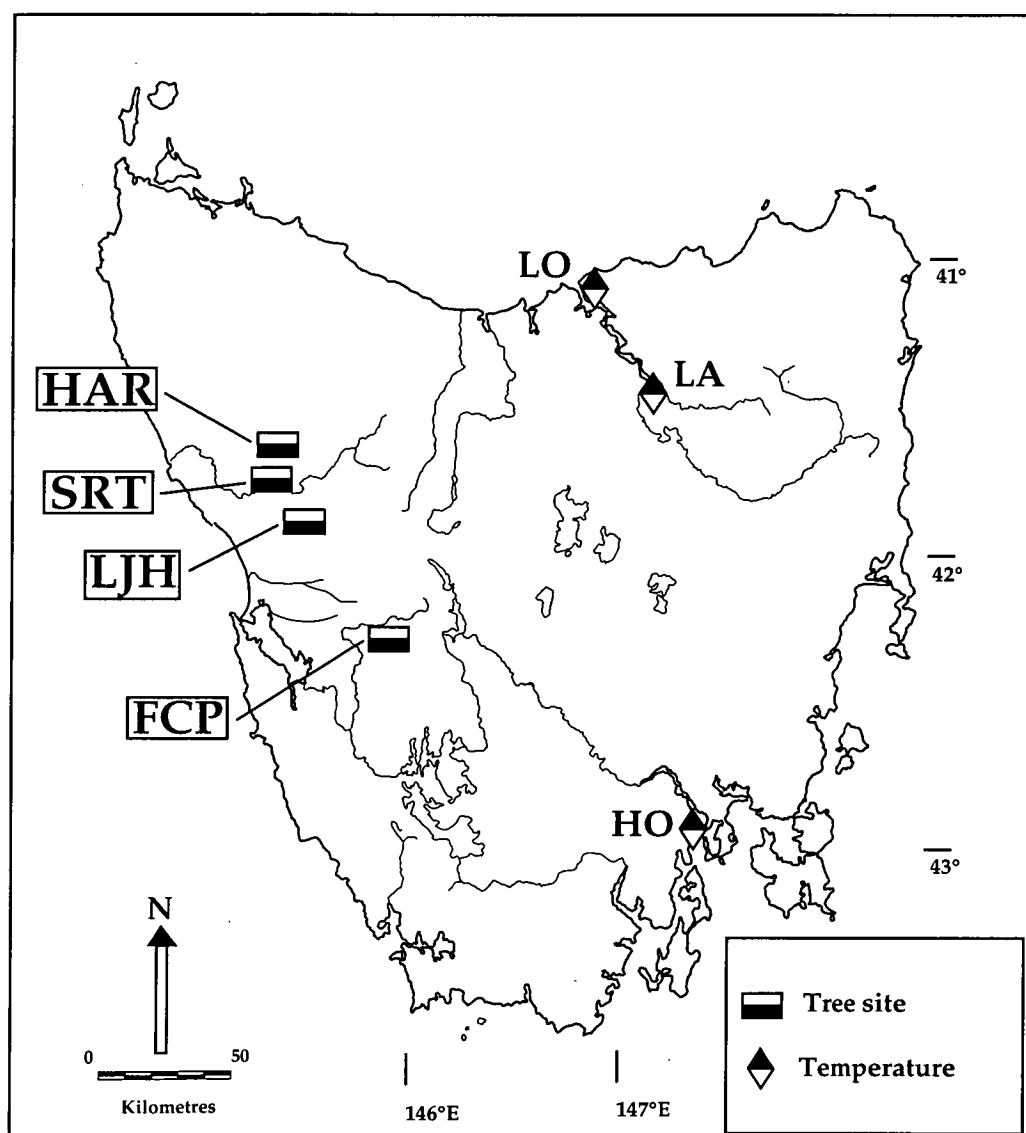 LO
41°
LA
HAR
SRT
LJH
42°
FCP
HO
43°
N
0 50
Kilometres
146°E
147°E
Tree site
Temperature